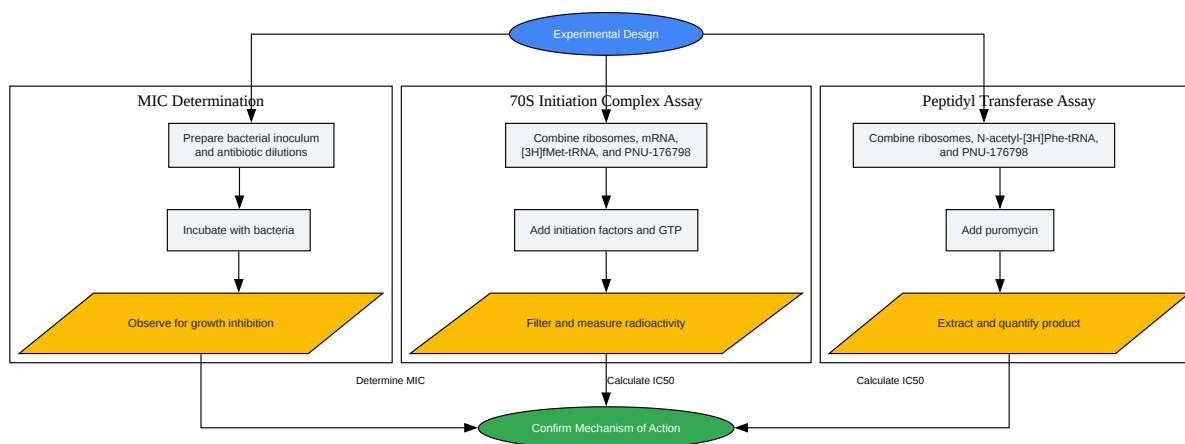 Experimental Design
MIC Determination
Prepare bacterial inoculum
and antibiotic dilutions
Incubate with bacteria
Observe for growth inhibition
70S Initiation Complex Assay
Combine ribosomes, mRNA,
[3H]fMet-tRNA, and PNU-176798
Add initiation factors and GTP
Filter and measure radioactivity
Peptidyl Transferase Assay
Combine ribosomes, N-acetyl-[3H]Phe-tRNA,
and PNU-176798
Add puromycin
Extract and quantify product
Determine MIC
Calculate IC50
Calculate IC50
Confirm Mechanism of Action